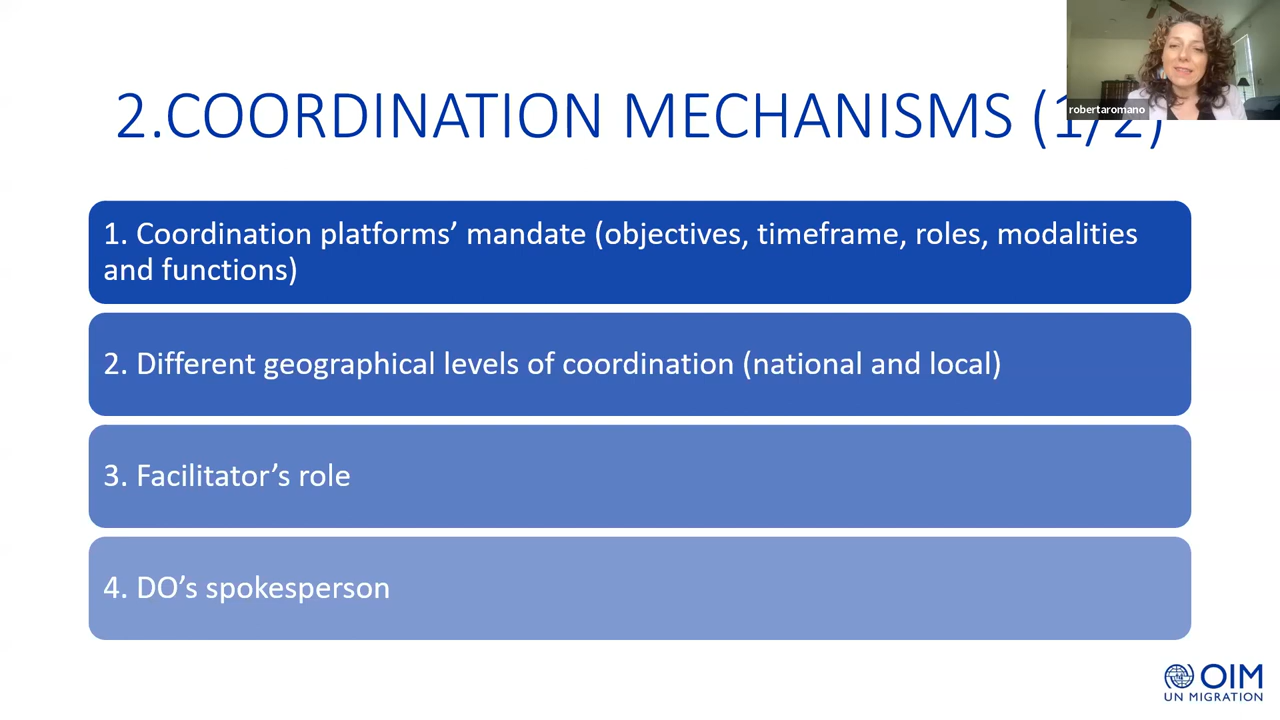 2.COORDINATION MECHANISMS (1/2)
robertaromano
1. Coordination platforms’ mandate (objectives, timeframe, roles, modalities
and functions)
2. Different geographical levels of coordination (national and local)
3. Facilitator’s role
4. DO’s spokesperson
OIM
UN MIGRATION